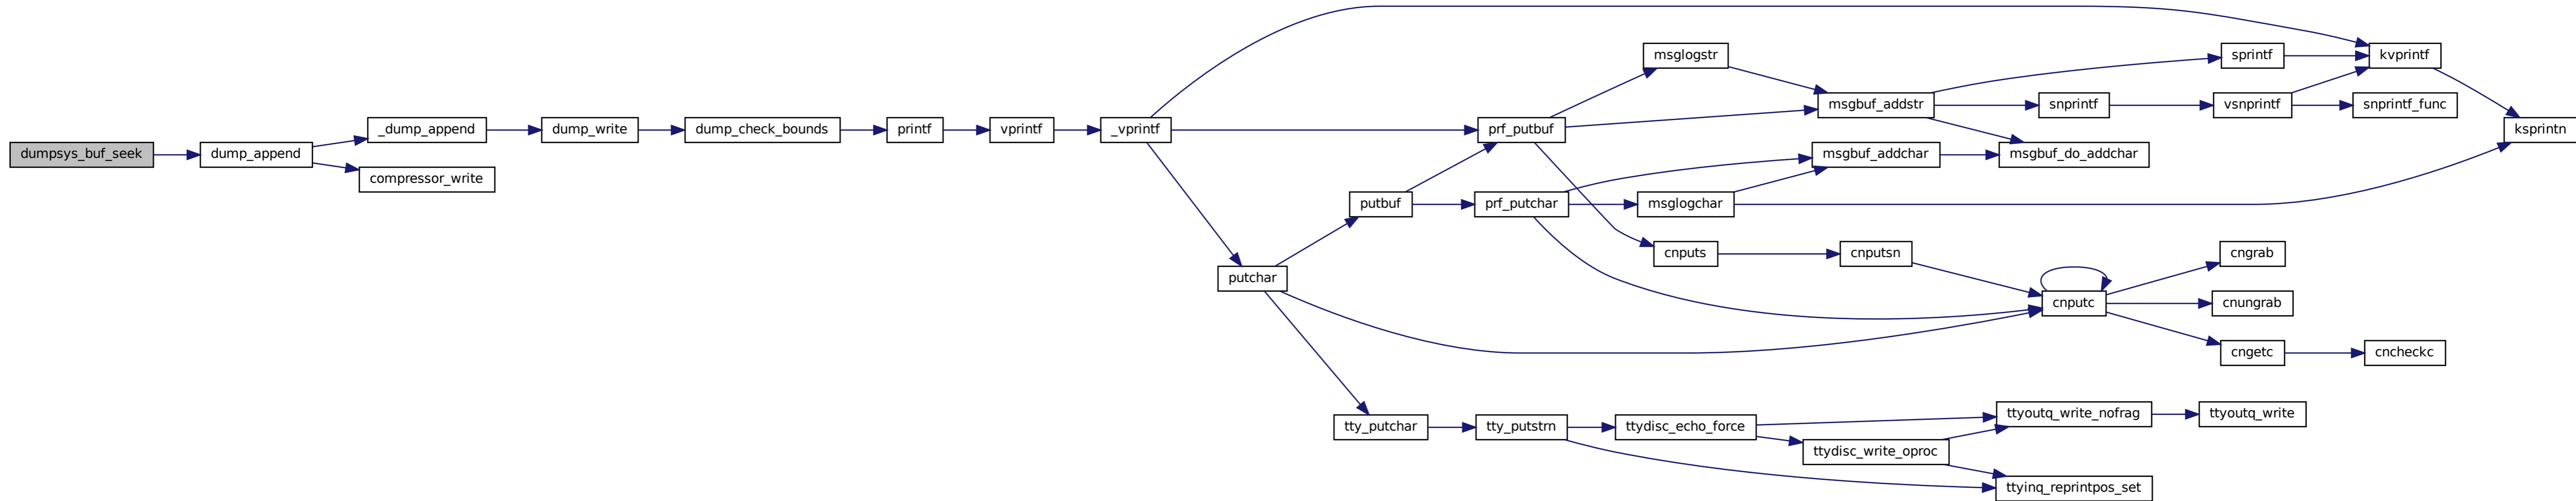 dumpsys_buf_seek
dump_append
_dump_append
compressor_write
dump_write
dump_check_bounds
printf
vprintf
_vprintf
putchar
putbuf
tty_putchar
prf_putbuf
prf_putchar
tty_putstrn
msglogstr
msglogchar
cnputs
ttydisc_echo_force
msgbuf_addstr
msgbuf_addchar
cnputsn
ttydisc_write_oproc
snprintf
msgbuf_do_addchar
cnputc
ttyoutq_write_nofrag
ttyinq_reprintpos_set
sprintf
vsnprintf
cngrab
cnungrab
cngetc
ttyoutq_write
kvprintf
snprintf_func
cncheckc
ksprintn